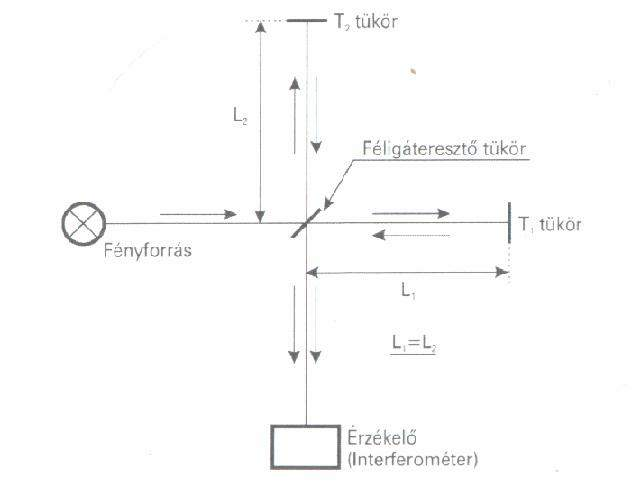 T₂ tükör
L₂
Féligáteresztő tükör
Fényforrás
T₁ tükör
L₁
L₁=L₂
Érzékelő
(Interferométer)